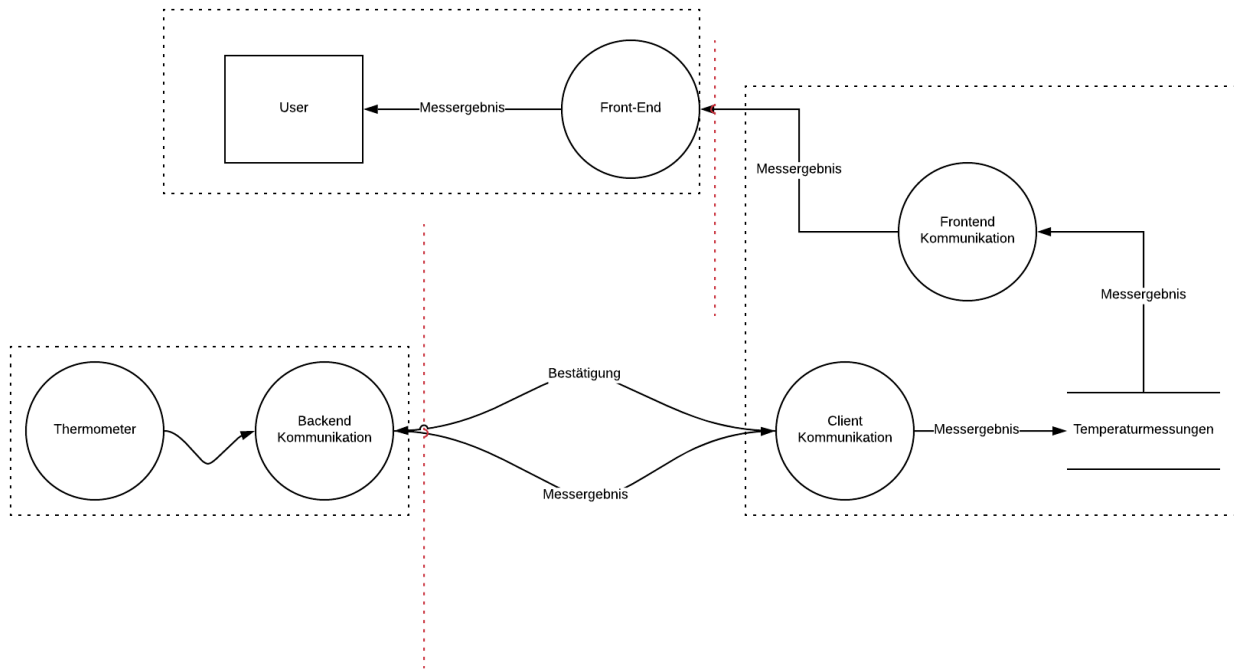 User
Messergebnis
Front-End
Messergebnis
Frontend
Kommunikation
Messergebnis
Thermometer
Backend
Kommunikation
Bestätigung
Messergebnis
Client
Kommunikation
Messergebnis
Temperaturmessungen